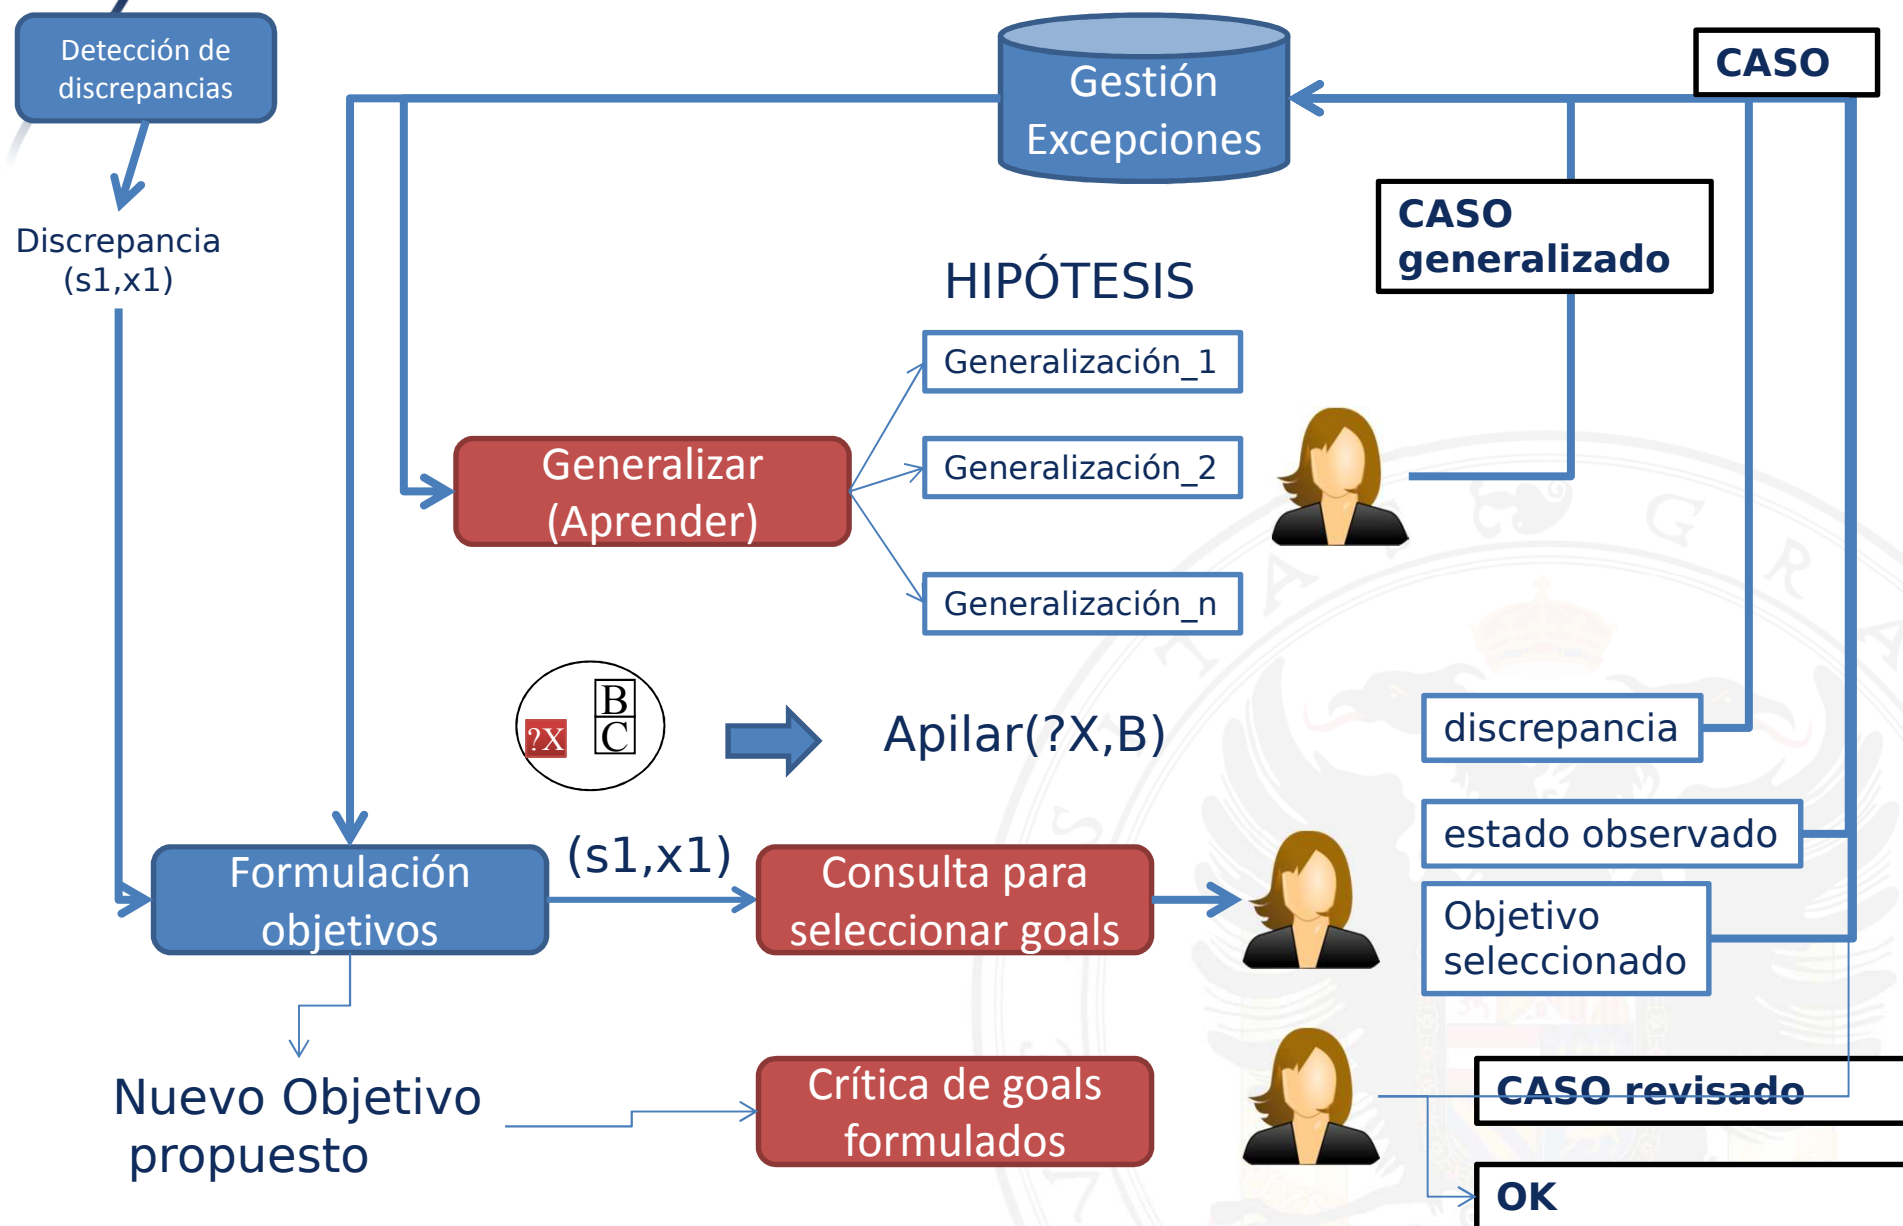 Detección de
discrepancias
Gestión
Excepciones
CASO
CASO
generalizado
Discrepancia
(s1,x1)
HIPÓTESIS
Generalización_1
Generalización_2
Generalización_n
Generalizar
(Aprender)
B
C
?X
Apilar(?X,B)
discrepancia
estado observado
Objetivo
seleccionado
Formulación
objetivos
(s1,x1)
Consulta para
seleccionar goals
Nuevo Objetivo
propuesto
Crítica de goals
formulados
CASO revisado
OK